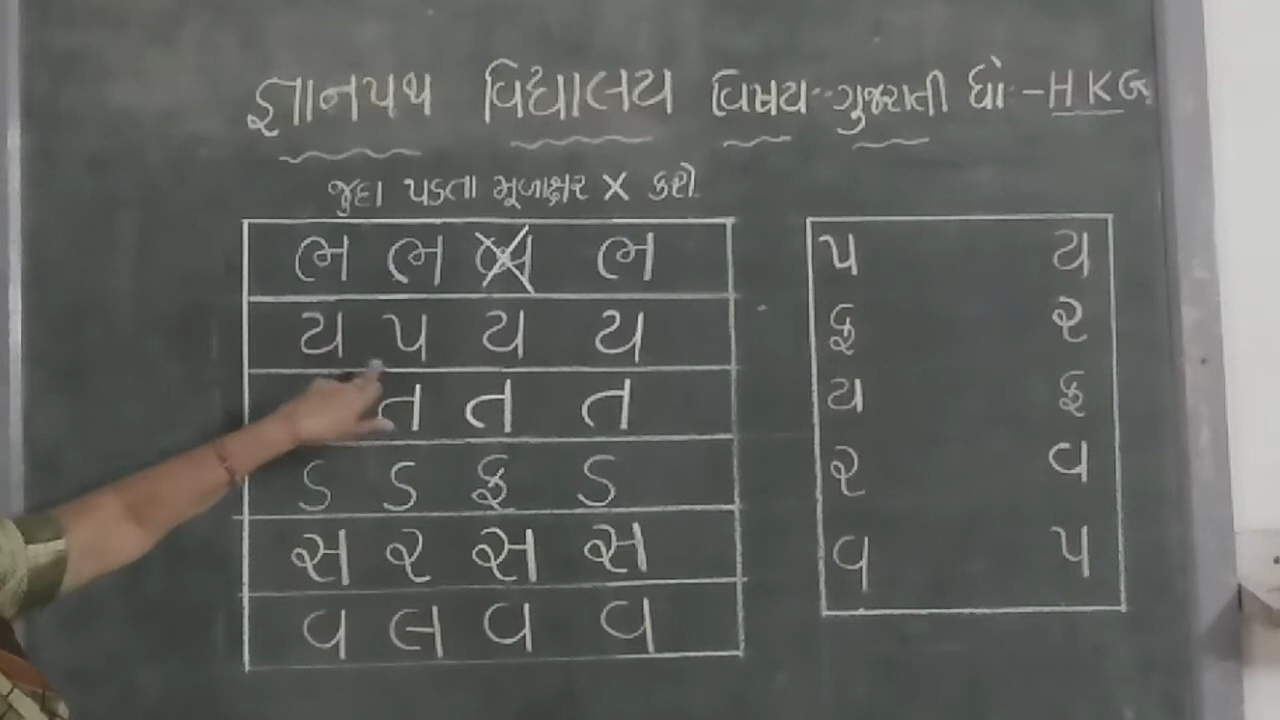 જ્ઞાનપથ વિદ્યાલય વિષય - ગુજરાતી ધો - HKG
જુદા પડતા મૂળાક્ષર X કરો.
ભ ભ ભ
ય પ ય ય
ત ત ત
ડ ડ ફ ડ
સ ર સ સ
વ લ વ વ
પ ય
ફ ર
ય ફ
ર વ
વ પ